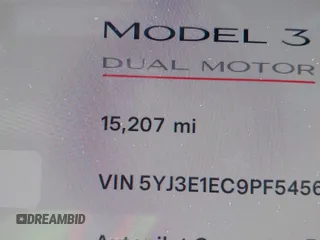 MODEL 3
DUAL MOTOR
15,207 mi
VIN 5YJ3E1EC9PF5456
DREAMBID